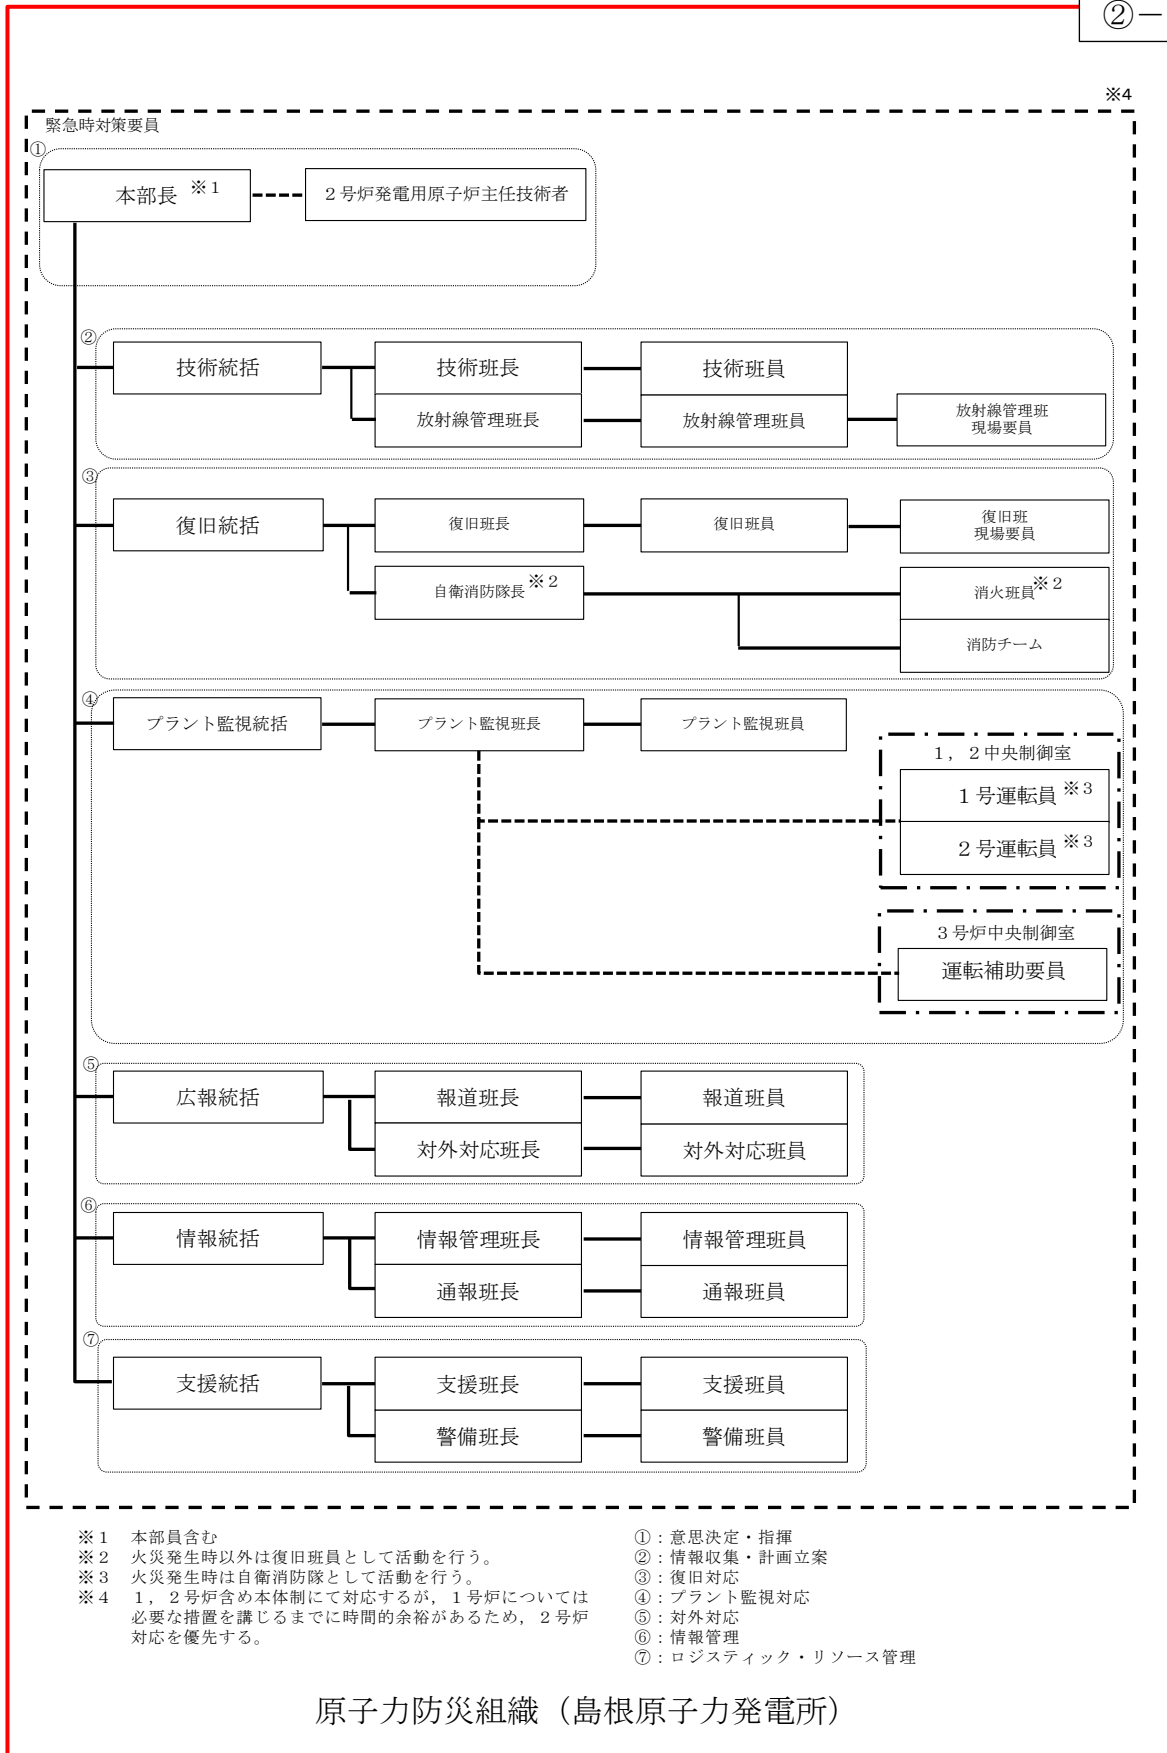 ②－
※4
緊急時対策要員
①
本部長 ※１
２号炉発電用原子炉主任技術者
②
技術統括
技術班長
技術班員
放射線管理班長
放射線管理班員
放射線管理班
現場要員
③
復旧統括
復旧班長
復旧班員
復旧班
現場要員
自衛消防隊長※２
消火班員※２
消防チーム
④
プラント監視統括
プラント監視班長
プラント監視班員
１，２中央制御室
１号運転員 ※３
２号運転員 ※３
３号炉中央制御室
運転補助要員
⑤
広報統括
報道班長
報道班員
対外対応班長
対外対応班員
⑥
情報統括
情報管理班長
情報管理班員
通報班長
通報班員
⑦
支援統括
支援班長
支援班員
警備班長
警備班員
※１ 本部員含む
※２ 火災発生時以外は復旧班員として活動を行う。
※３ 火災発生時は自衛消防隊として活動を行う。
※４ １，２号炉含め本体制にて対応するが，１号炉については
必要な措置を講じるまでに時間的余裕があるため，２号炉
対応を優先する。
①：意思決定・指揮
②：情報収集・計画立案
③：復旧対応
④：プラント監視対応
⑤：対外対応
⑥：情報管理
⑦：ロジスティック・リソース管理
原子力防災組織（島根原子力発電所）